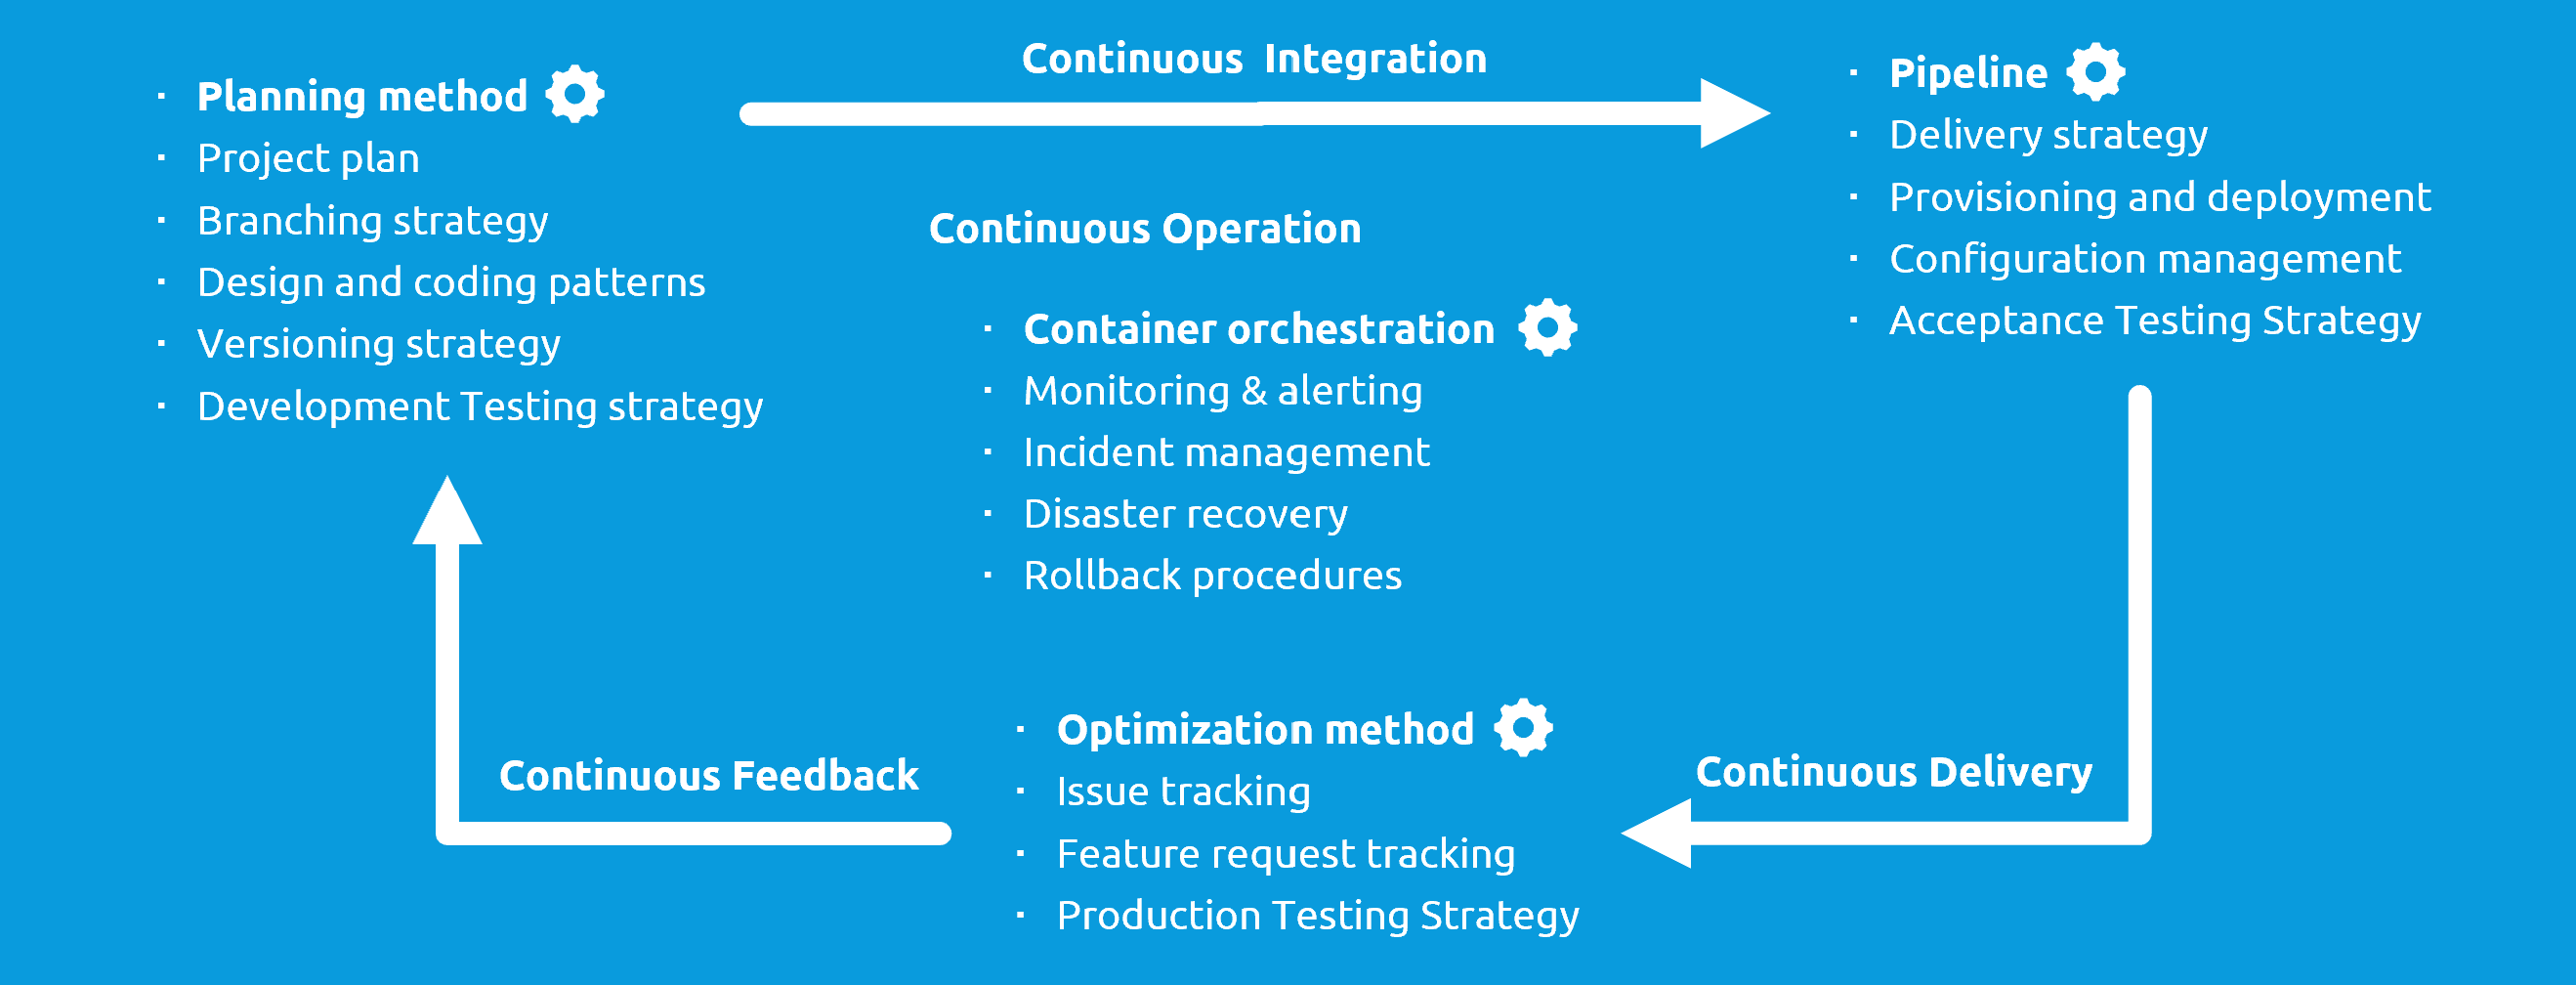 Planning method
Project plan
Branching strategy
Design and coding patterns
Versioning strategy
Development Testing strategy
Continuous Integration
Pipeline
Delivery strategy
Provisioning and deployment
Configuration management
Acceptance Testing Strategy
Continuous Operation
Container orchestration
Monitoring & alerting
Incident management
Disaster recovery
Rollback procedures
Continuous Delivery
Optimization method
Issue tracking
Feature request tracking
Production Testing Strategy
Continuous Feedback